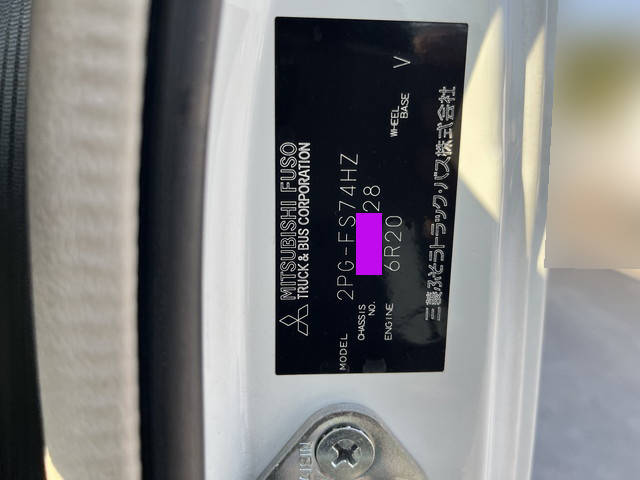 MITSUBISHI FUSO
TRUCK & BUS CORPORATION
MODEL 2PG-FS74HZ
CHASSIS NO. 28
ENGINE 6R20 WHEEL BASE V
三菱ふそうトラック・バス株式会社